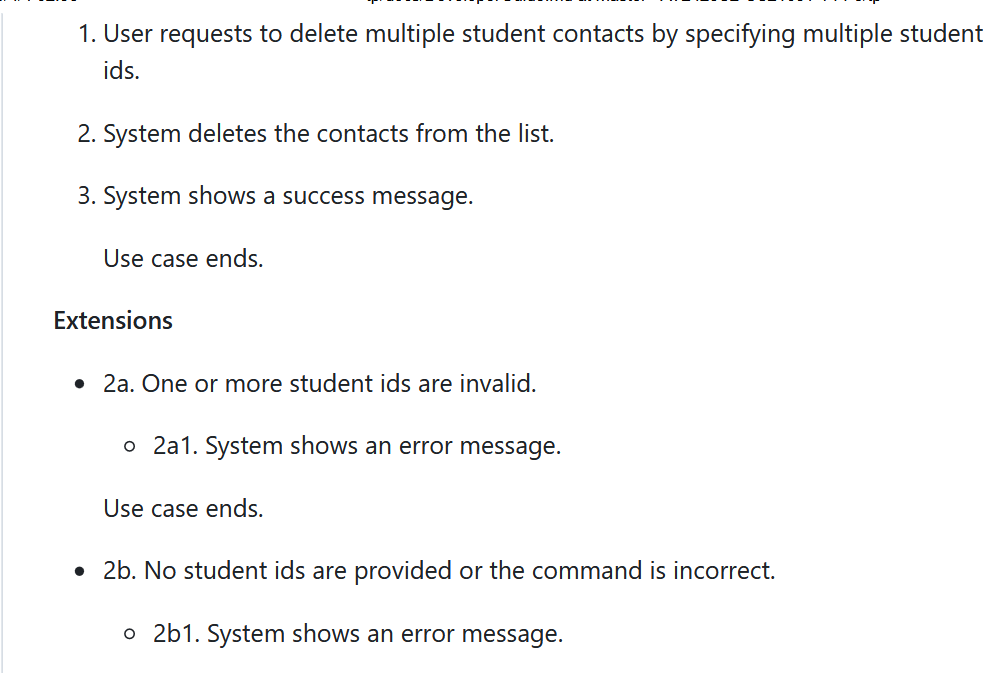 1. User requests to delete multiple student contacts by specifying multiple student
ids.
2. System deletes the contacts from the list.
3. System shows a success message.
Use case ends.
Extensions
• 2a. One or more student ids are invalid.
○ 2a1. System shows an error message.
Use case ends.
• 2b. No student ids are provided or the command is incorrect.
○ 2b1. System shows an error message.